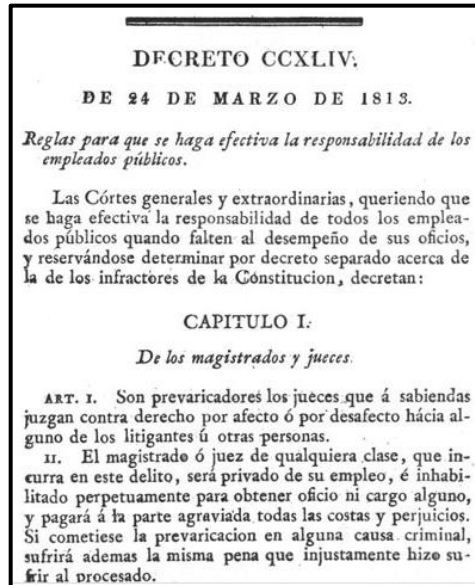 DECRETO CCXLIV.
DE 24 DE MARZO DE 1813.
Reglas para que se haga efectiva la responsabilidad de los
empleados públicos.
Las Córtes generales y extraordinarias, queriendo que
se haga efectiva la responsabilidad de todos los emplea-
dos públicos quando falten al desempeño de sus oficios,
y reservándose determinar por decreto separado acerca de
la de los infractores de la Constitucion, decretan:
CAPITULO I.
De los magistrados y jueces.
ART. I. Son prevaricadores los jueces que á sabiendas
juzgan contra derecho por afecto ó por desafecto hácia al-
guno de los litigantes ú otras personas.
II. El magistrado ó juez de qualquiera clase, que in-
curra en este delito, será privado de su empleo, é inhabi-
litado perpetuamente para obtener oficio ni cargo alguno,
y pagará á la parte agraviada todas las costas y perjuicios.
Si cometiese la prevaricacion en alguna causa criminal,
sufrirá ademas la misma pena que injustamente hizo su-
frir al procesado.